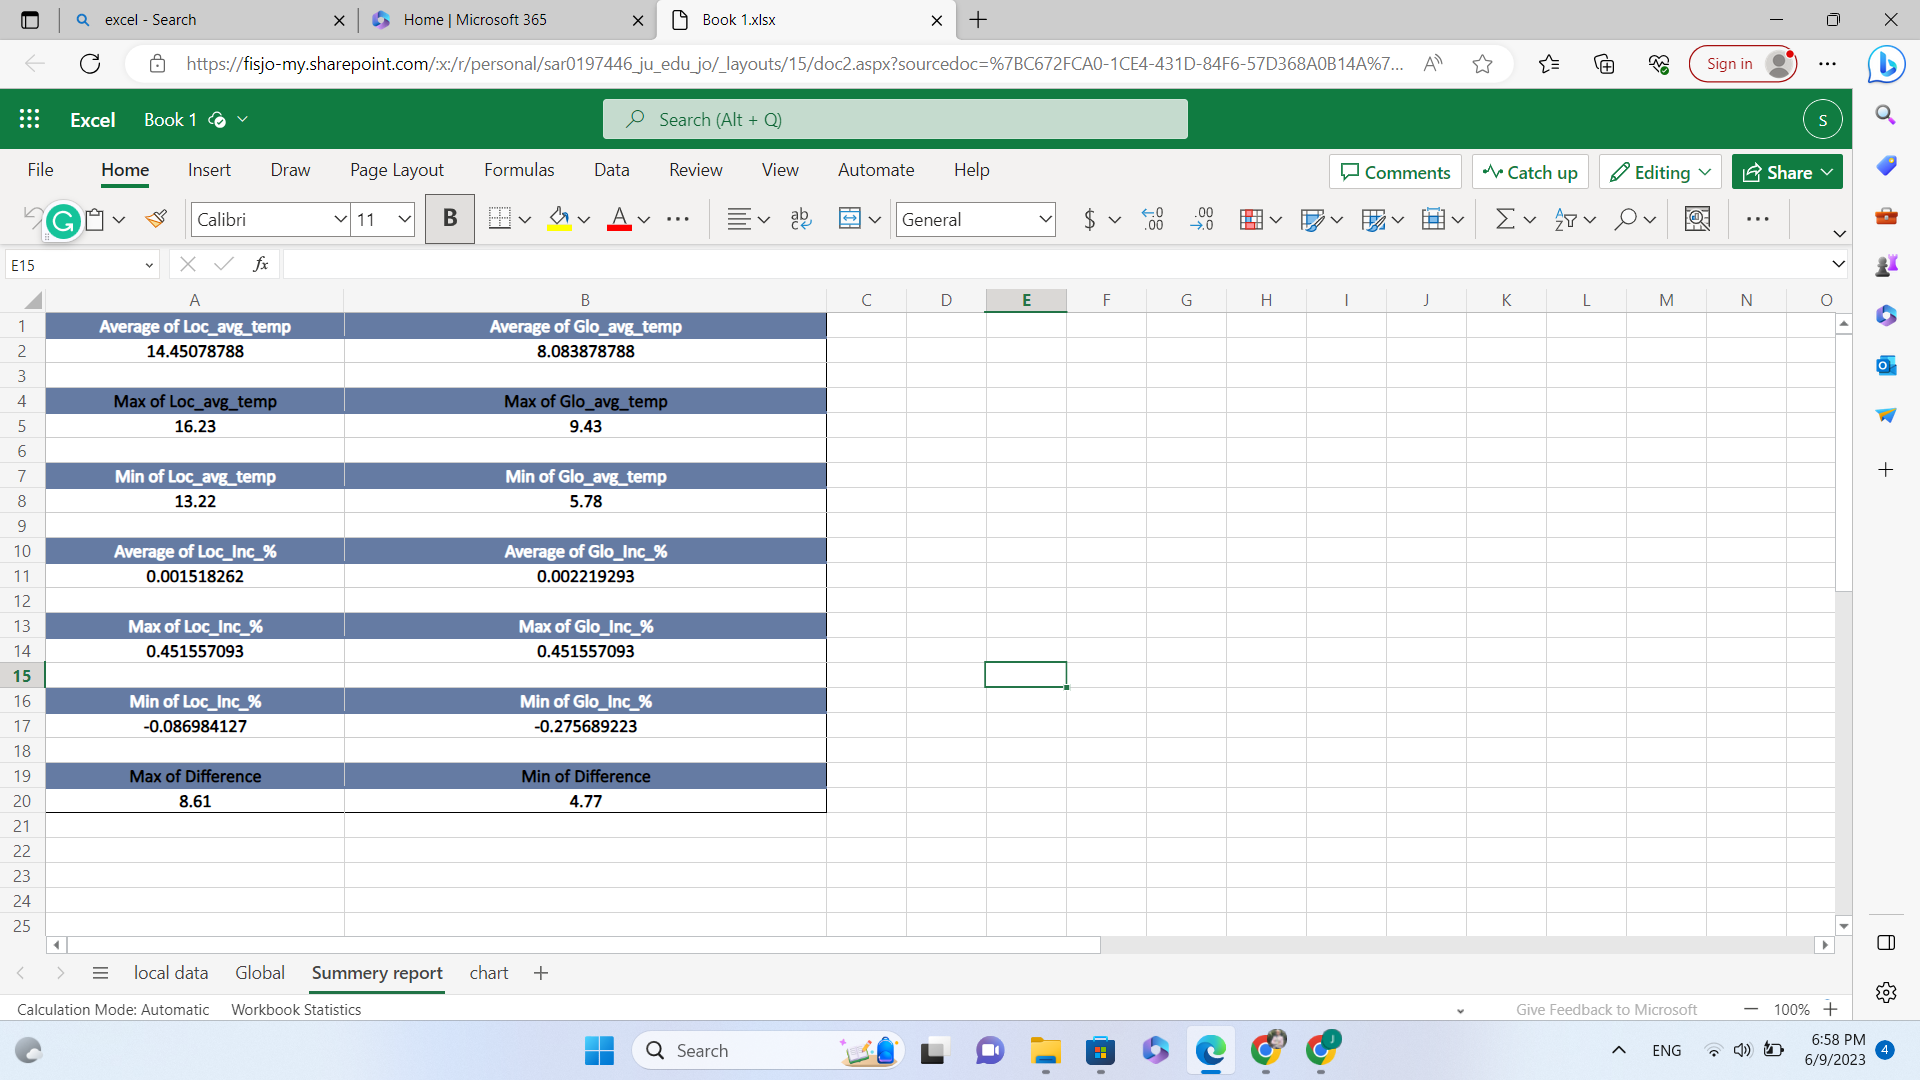 excel - Search
Home | Microsoft 365
Book 1.xlsx
https://fisjo-my.sharepoint.com/:x:/r/personal/sar0197446_ju_edu_jo/_layouts/15/doc2.aspx?sourcedoc=%7BC672FCA0-1CE4-431D-84F6-57D368A0B14A%7...
Sign in
Excel Book 1
Search (Alt + Q)
S
File Home Insert Draw Page Layout Formulas Data Review View Automate Help
Comments Catch up Editing Share
Calibri 11 B General
E15 fx
A B C D E F G H I J K L M N O
1 Average of Loc_avg_temp Average of Glo_avg_temp
2 14.45078788 8.083878788
3
4 Max of Loc_avg_temp Max of Glo_avg_temp
5 16.23 9.43
6
7 Min of Loc_avg_temp Min of Glo_avg_temp
8 13.22 5.78
9
10 Average of Loc_Inc_% Average of Glo_Inc_%
11 0.001518262 0.002219293
12
13 Max of Loc_Inc_% Max of Glo_Inc_%
14 0.451557093 0.451557093
15
16 Min of Loc_Inc_% Min of Glo_Inc_%
17 -0.086984127 -0.275689223
18
19 Max of Difference Min of Difference
20 8.61 4.77
21
22
23
24
25
local data Global Summery report chart
Calculation Mode: Automatic Workbook Statistics
Give Feedback to Microsoft 100%
Search
ENG
6:58 PM
6/9/2023
4